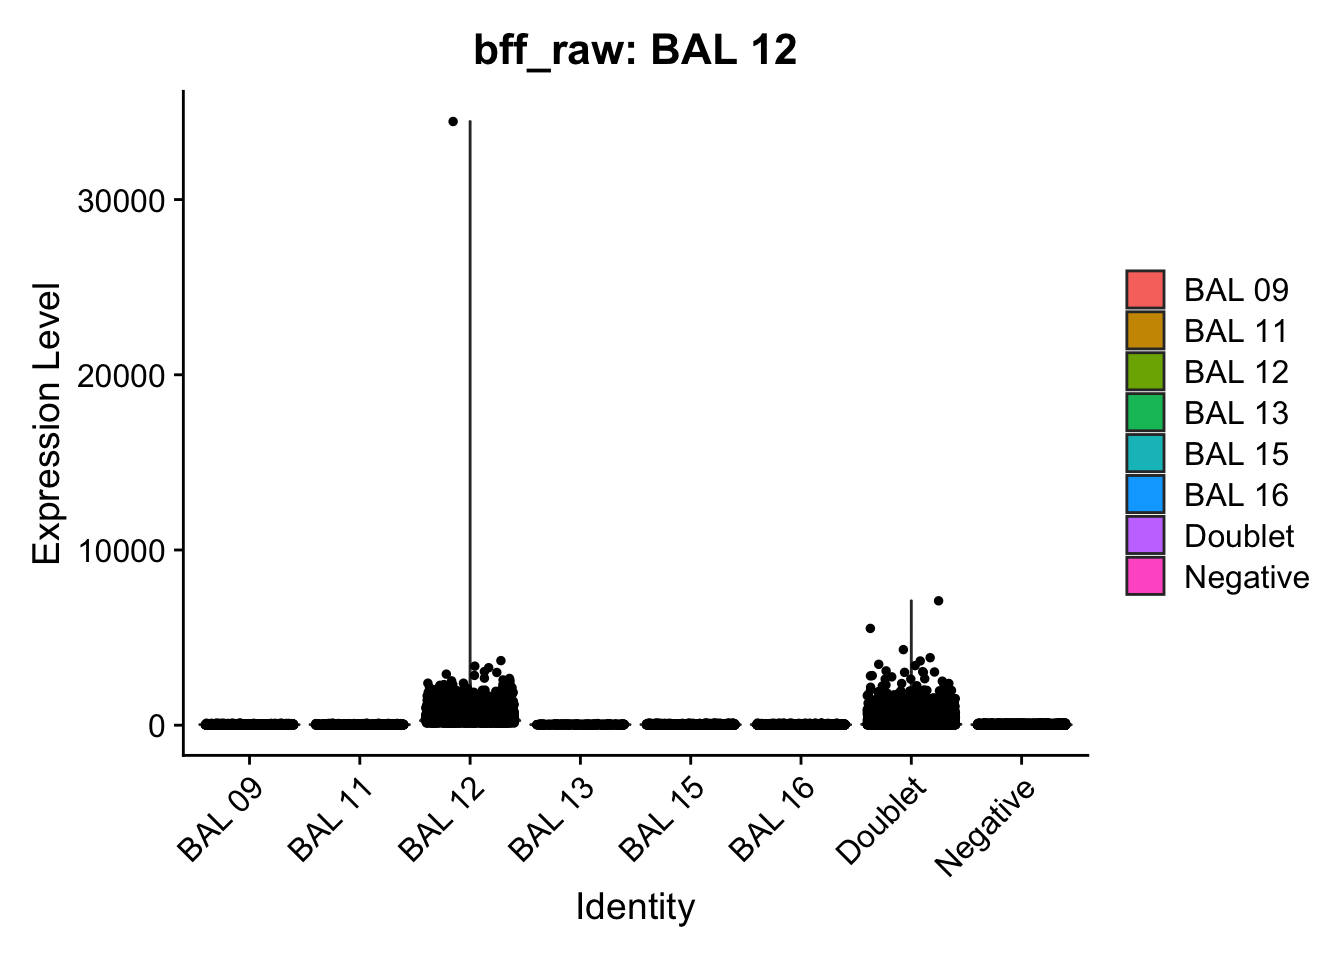 bff_raw: BAL 12
Expression Level
30000
20000
10000
0
BAL 09
BAL 11
BAL 12
BAL 13
BAL 15
BAL 16
Doublet
Negative
Identity
BAL 09
BAL 11
BAL 12
BAL 13
BAL 15
BAL 16
Doublet
Negative